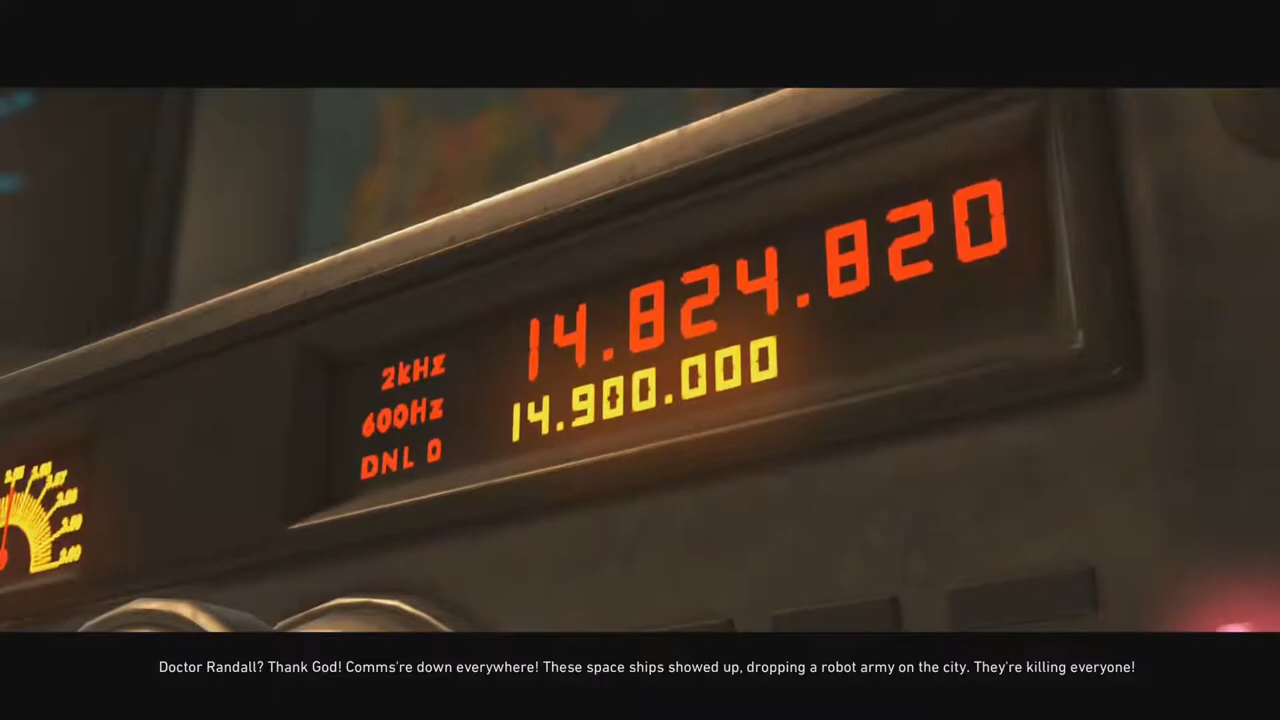 14.824.820
2kHz
14.900.000
600Hz
DNL 0
Doctor Randall? Thank God! Comms're down everywhere! These space ships showed up, dropping a robot army on the city. They're killing everyone!